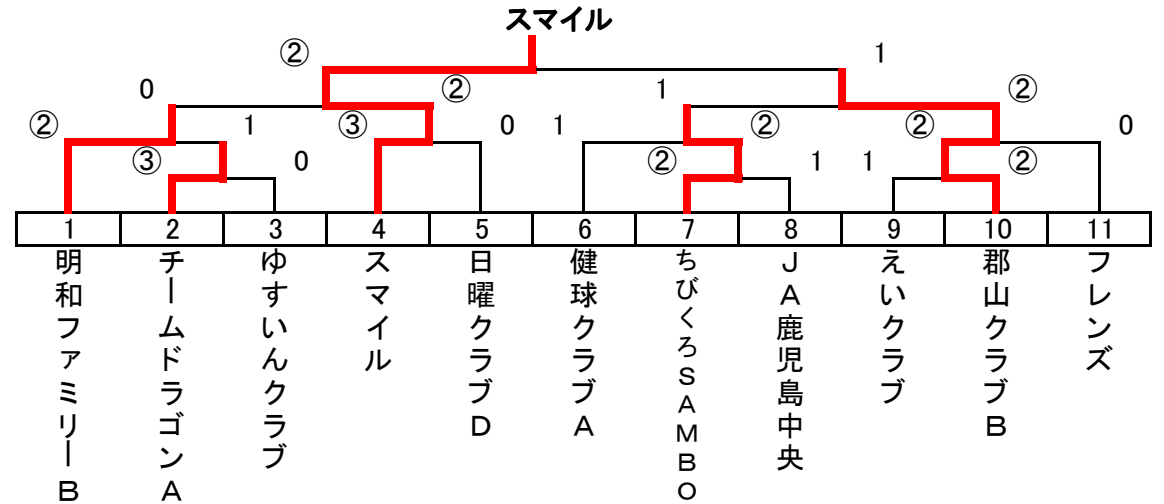 スマイル
② 1
0 ② 1 ②
② 1 ③ 0 1 ② ② 0
③ 0 ② 1 1 ②
1 2 3 4 5 6 7 8 9 10 11
明和ファミリーB
チームドラゴンA
ゆすいんクラブ
スマイル
日曜クラブD
健球クラブA
ちびくろSAMBO
JA鹿児島中央
えいクラブ
郡山クラブB
フレンズ